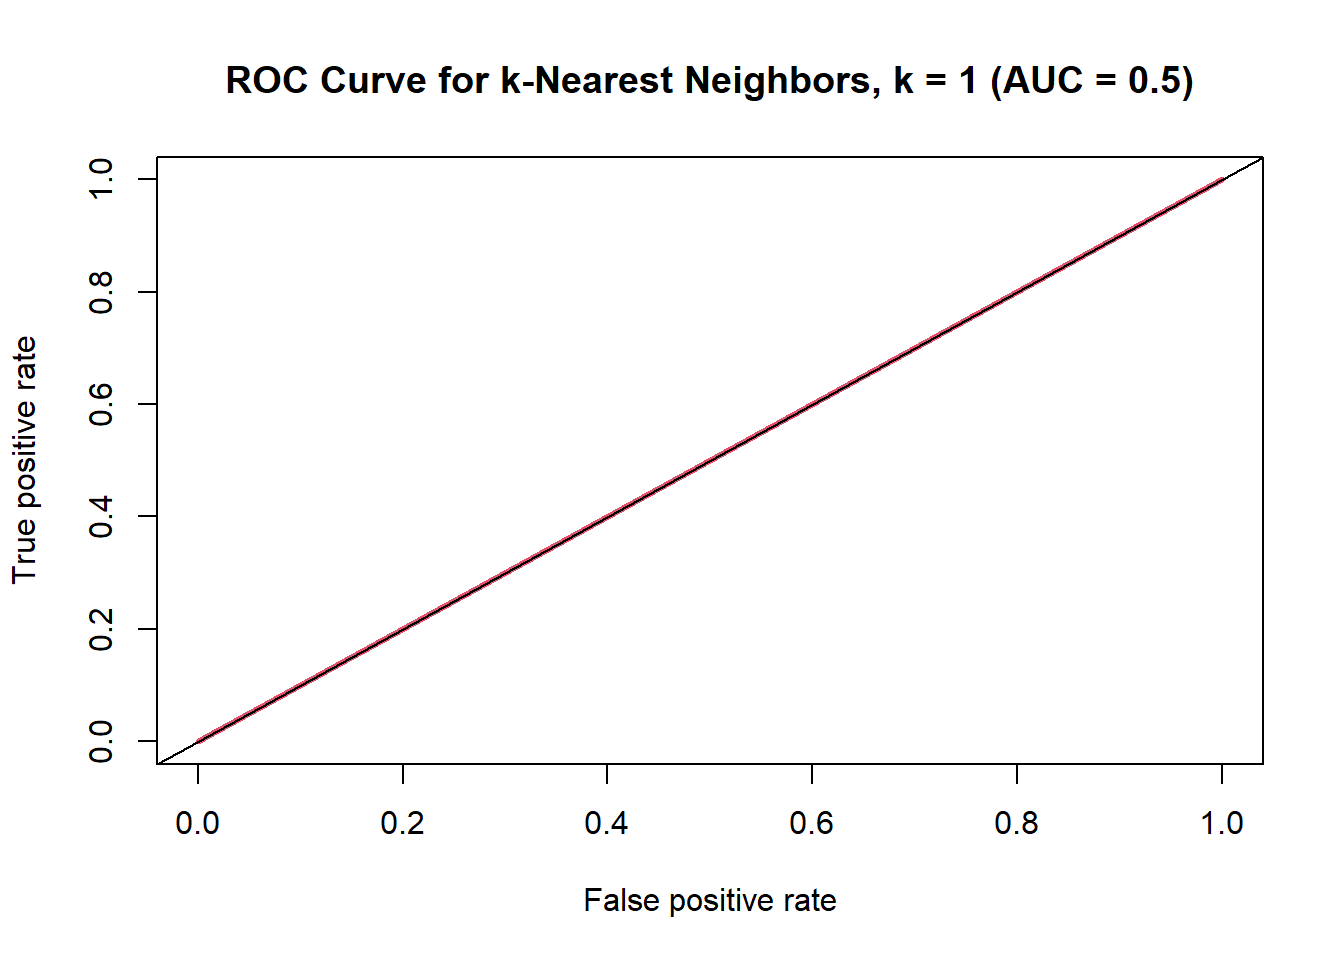 ROC Curve for k-Nearest Neighbors, k = 1 (AUC = 0.5)
True positive rate
1.0
0.8
0.6
0.4
0.2
0.0
0.0 0.2 0.4 0.6 0.8 1.0
False positive rate